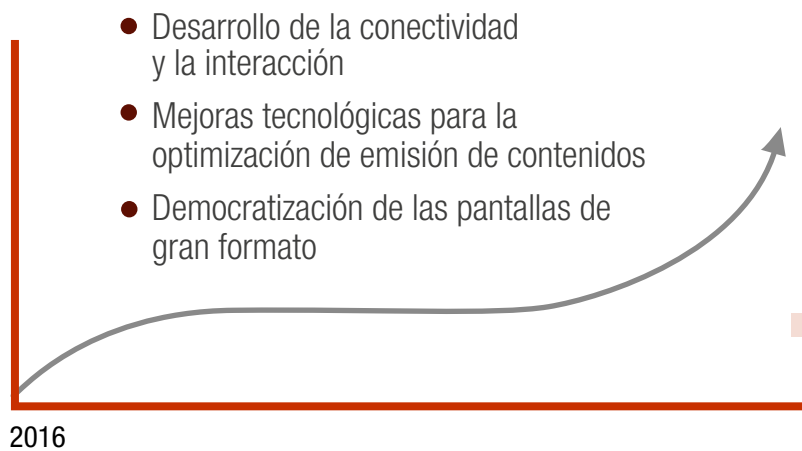 Desarrollo de la conectividad
y la interacción
Mejoras tecnológicas para la
optimización de emisión de contenidos
Democratización de las pantallas de
gran formato
2016